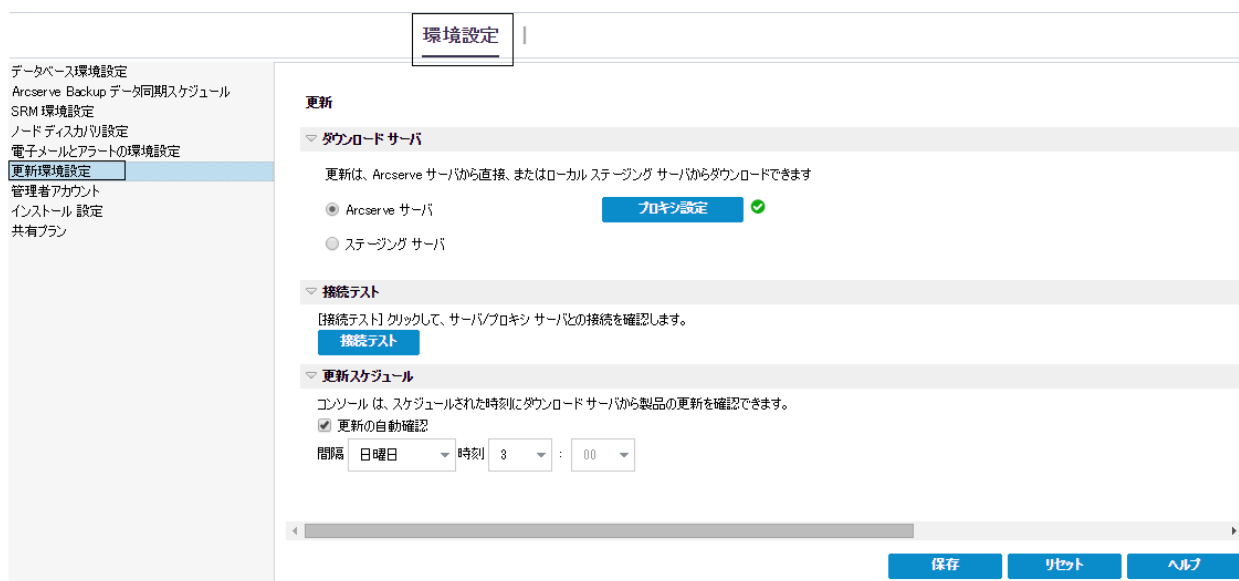 環境設定
データベース環境設定
Arcserve Backup データ同期スケジュール
SRM 環境設定
ノード ディスカバリ設定
電子メールとアラートの環境設定
更新環境設定
管理者アカウント
インストール 設定
共有プラン
更新
ダウンロード サーバ
更新は、Arcserve サーバから直接、またはローカル ステージング サーバからダウンロードできます
Arcserve サーバ
プロキシ設定
ステージング サーバ
接続テスト
[接続テスト] クリックして、サーバ/プロキシ サーバとの接続を確認します。
接続テスト
更新スケジュール
コンソール は、スケジュールされた時刻にダウンロード サーバから製品の更新を確認できます。
更新の自動確認
間隔 日曜日 時刻 3 : 00
保存 リセット ヘルプ